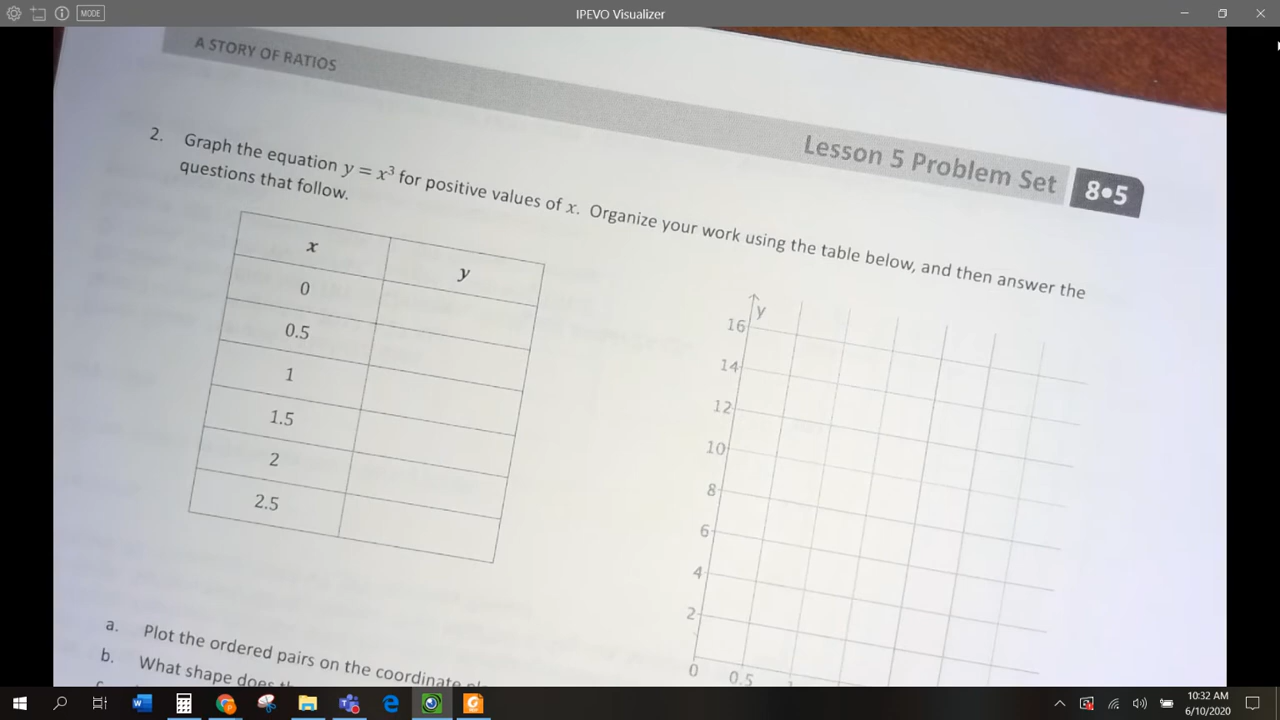 MODE
IPEVO Visualizer
A STORY OF RATIOS
Lesson 5 Problem Set 8•5
2. Graph the equation y = x³ for positive values of x. Organize your work using the table below, and then answer the
questions that follow.
x y
0
0.5
1
1.5
2
2.5
y
16
14
12
10
8
6
4
2
0 0.5
a. Plot the ordered pairs on the coordinate
b. What shape does
10:32 AM
6/10/2020